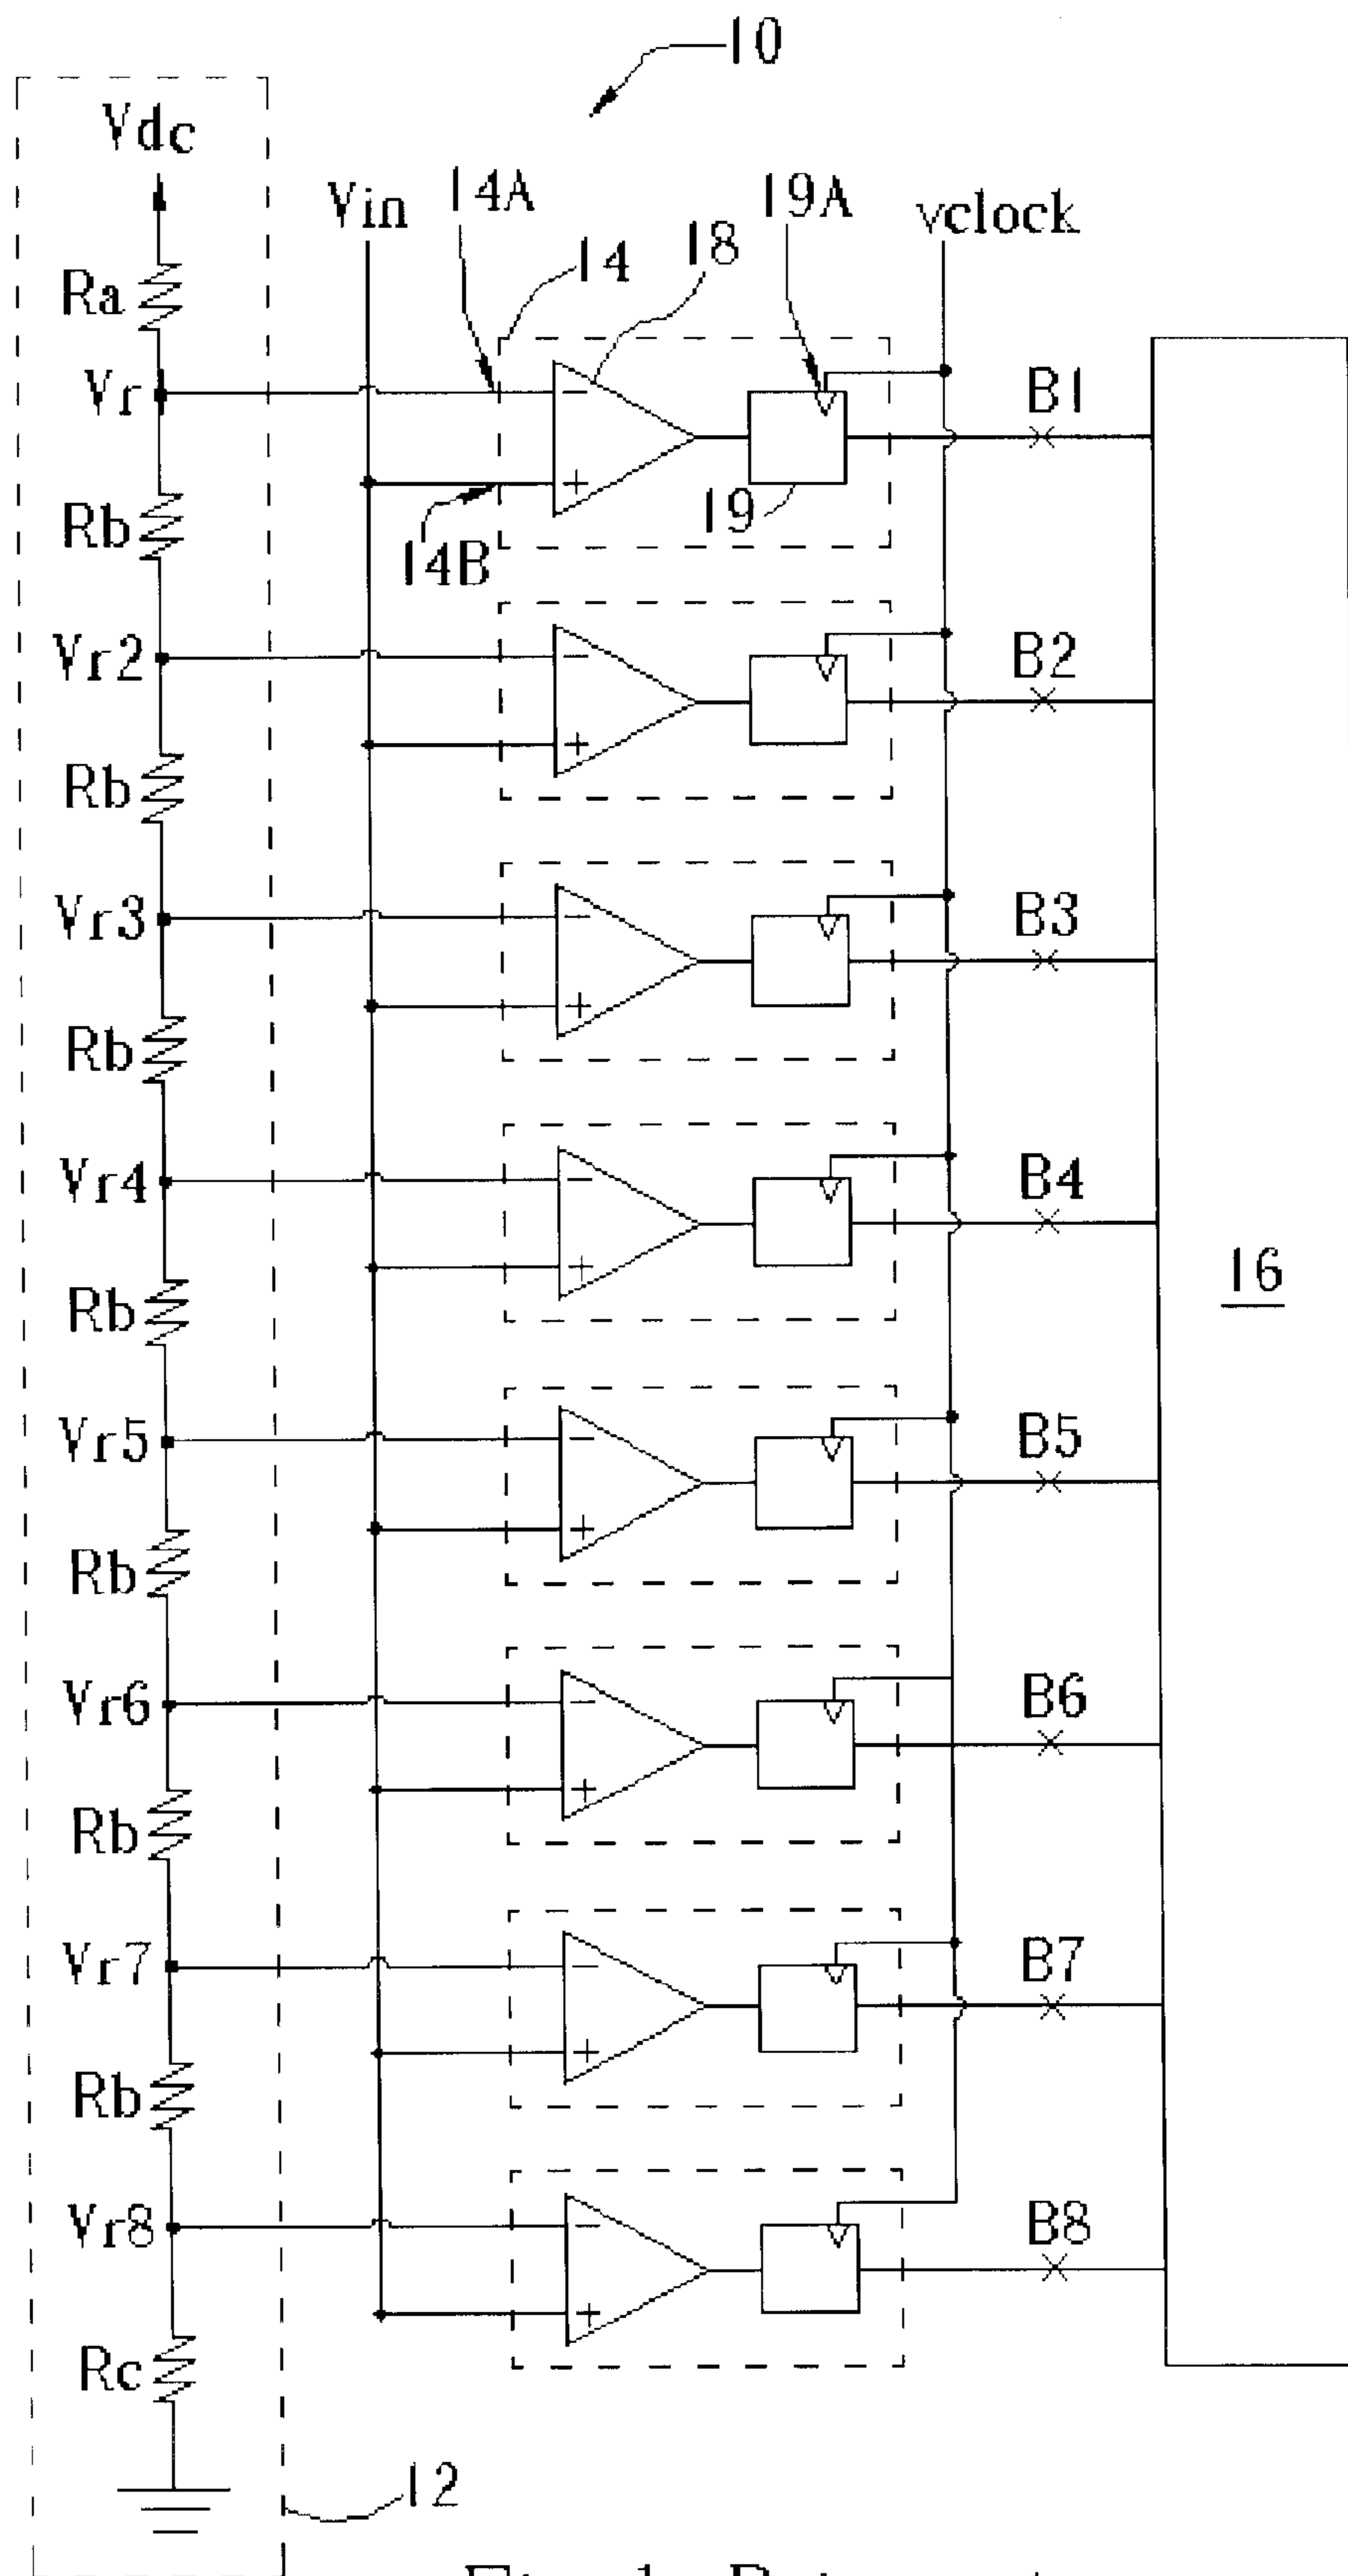 10
Vdc
Vin
14A
18
19A
vclock
14
Ra
Vr
−
+
B1
19
14B
Rb
Vr2
−
+
B2
Rb
Vr3
−
+
B3
Rb
Vr4
−
+
B4
16
Rb
Vr5
−
+
B5
Rb
Vr6
−
+
B6
Rb
Vr7
−
+
B7
Rb
Vr8
−
+
B8
Rc
12